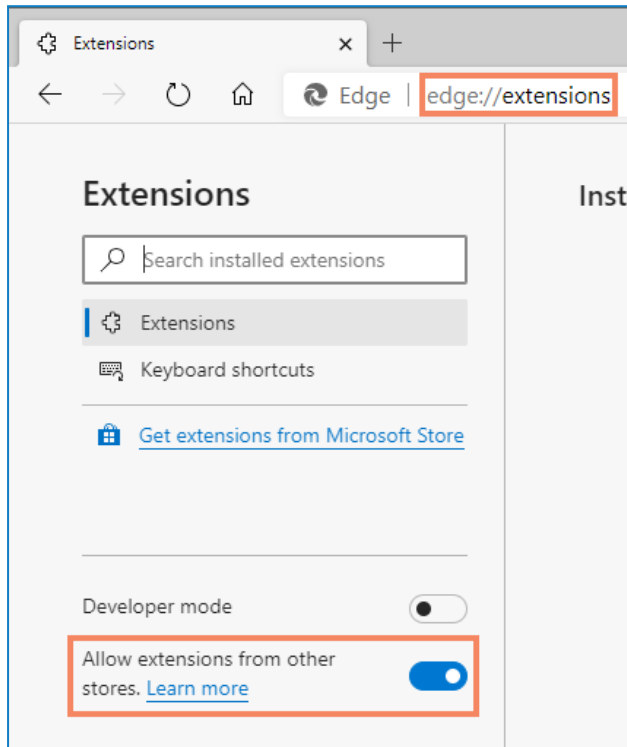 Extensions
Edge | edge://extensions
Extensions
Inst
Search installed extensions
Extensions
Keyboard shortcuts
Get extensions from Microsoft Store
Developer mode
Allow extensions from other
stores. Learn more